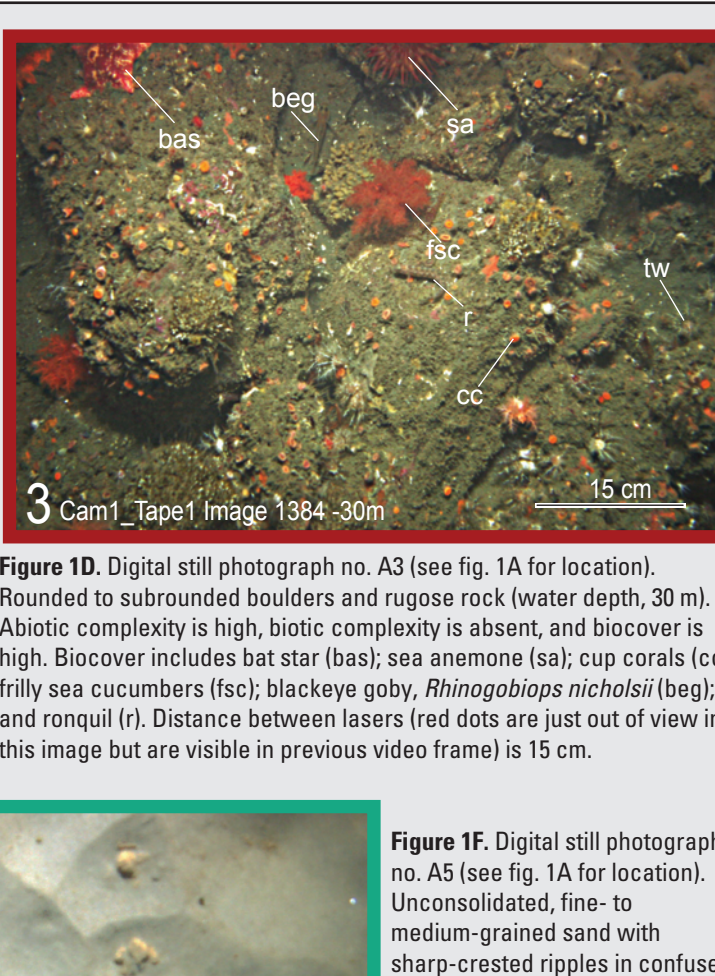 bas
beg
sa
fsc
tw
r
cc
15 cm
3 Cam1_Tape1 Image 1384 -30m
Figure 1D. Digital still photograph no. A3 (see fig. 1A for location).
Rounded to subrounded boulders and rugose rock (water depth, 30 m).
Abiotic complexity is high, biotic complexity is absent, and biocover is
high. Biocover includes bat star (bas); sea anemone (sa); cup corals (cc
frilly sea cucumbers (fsc); blackeye goby, Rhinogobiops nicholsii (beg);
and ronquil (r). Distance between lasers (red dots are just out of view in
this image but are visible in previous video frame) is 15 cm.
Figure 1F. Digital still photograph
no. A5 (see fig. 1A for location).
Unconsolidated, fine- to
medium-grained sand with
sharp-crested ripples in confuse